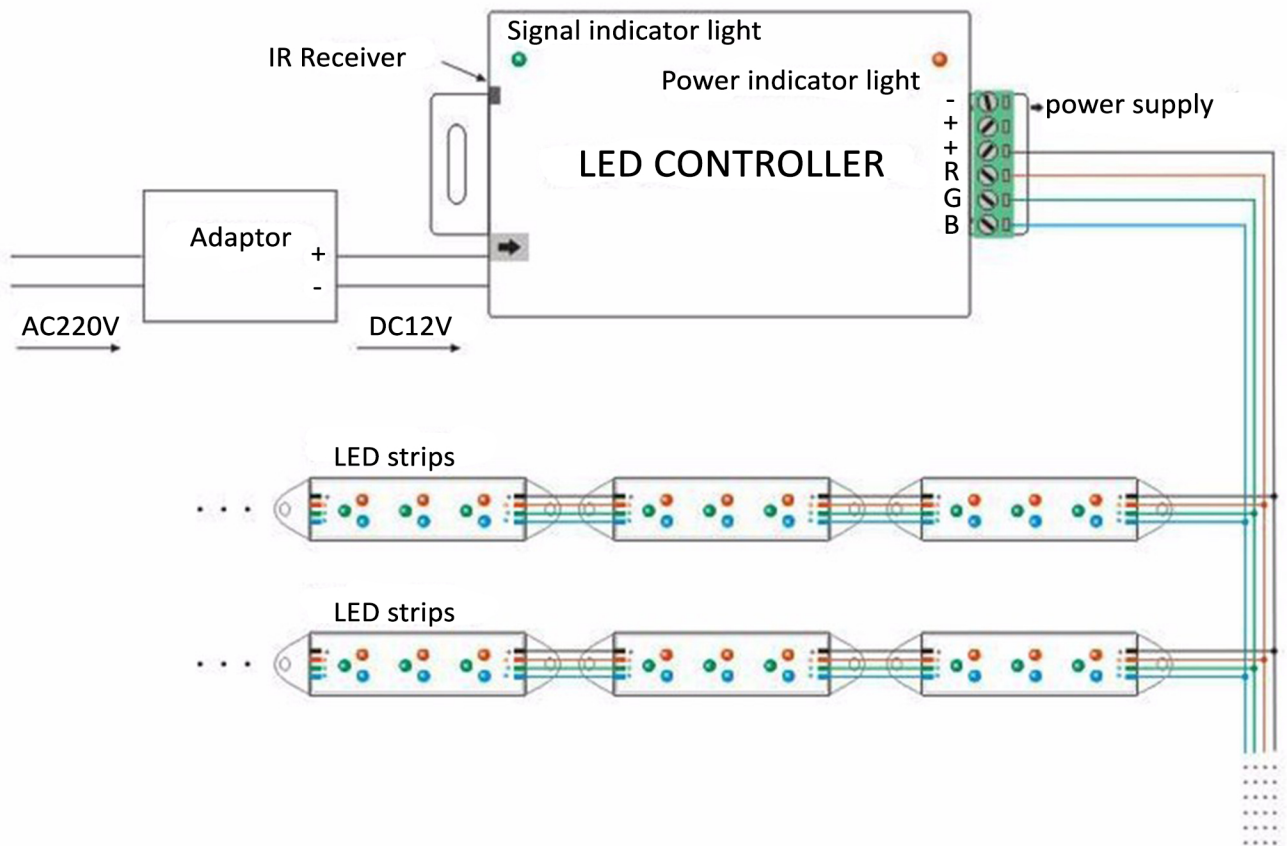 Signal indicator light
IR Receiver
Power indicator light
-
+
+
R
G
B
power supply
LED CONTROLLER
Adaptor
+
-
AC220V
DC12V
LED strips
LED strips